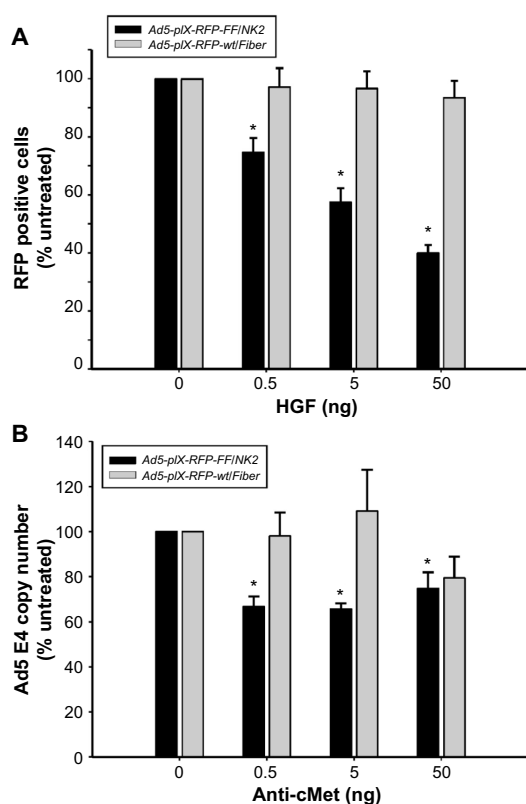 A
Ad5-pIX-RFP-FF/NK2
Ad5-pIX-RFP-wt/Fiber
RFP positive cells
(% untreated)
100
80
60
40
20
0
*
*
*
0
0.5
5
50
HGF (ng)
B
Ad5-pIX-RFP-FF/NK2
Ad5-pIX-RFP-wt/Fiber
Ad5 E4 copy number
(% untreated)
140
120
100
80
60
40
20
0
*
*
*
0
0.5
5
50
Anti-cMet (ng)